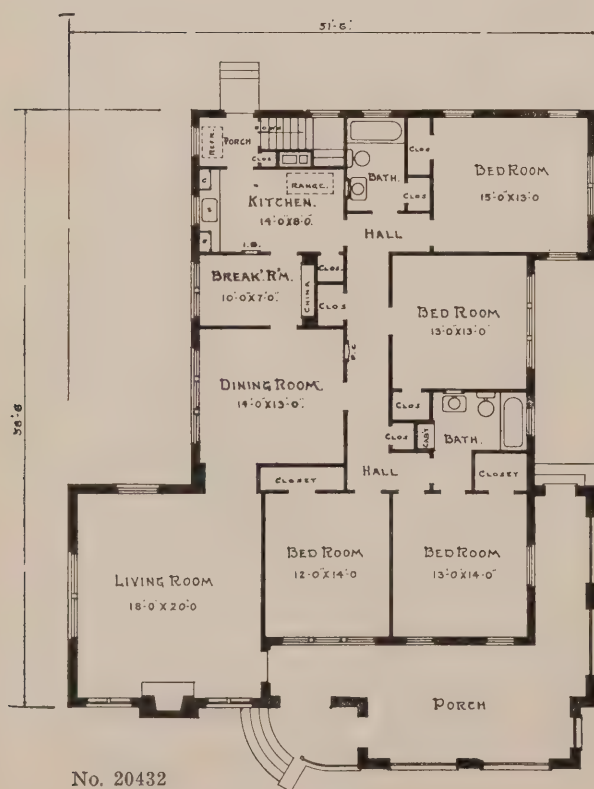 51'-6"
REFR.
PORCH
DOWN
CLOS
RANGE
KITCHEN.
14'-0"X8'-0"
BATH.
CLOS
CLOS
BED ROOM
15'-0"X13'-0
HALL
BREAK. R'M.
10'-0"X7'-0"
CHINA
CLOS.
CLOS
BED ROOM
13'-0"X13'-0"
DINING ROOM.
14'-0"X13'-0"
58'-6
CLOS
CLOS
CAB'T
BATH.
HALL
CLOSET
CLOSET
LIVING ROOM
18'-0"X20'-0
BED ROOM
12'-0"X14'-0
BED ROOM
13'-0"X14'-0"
PORCH
No. 20432